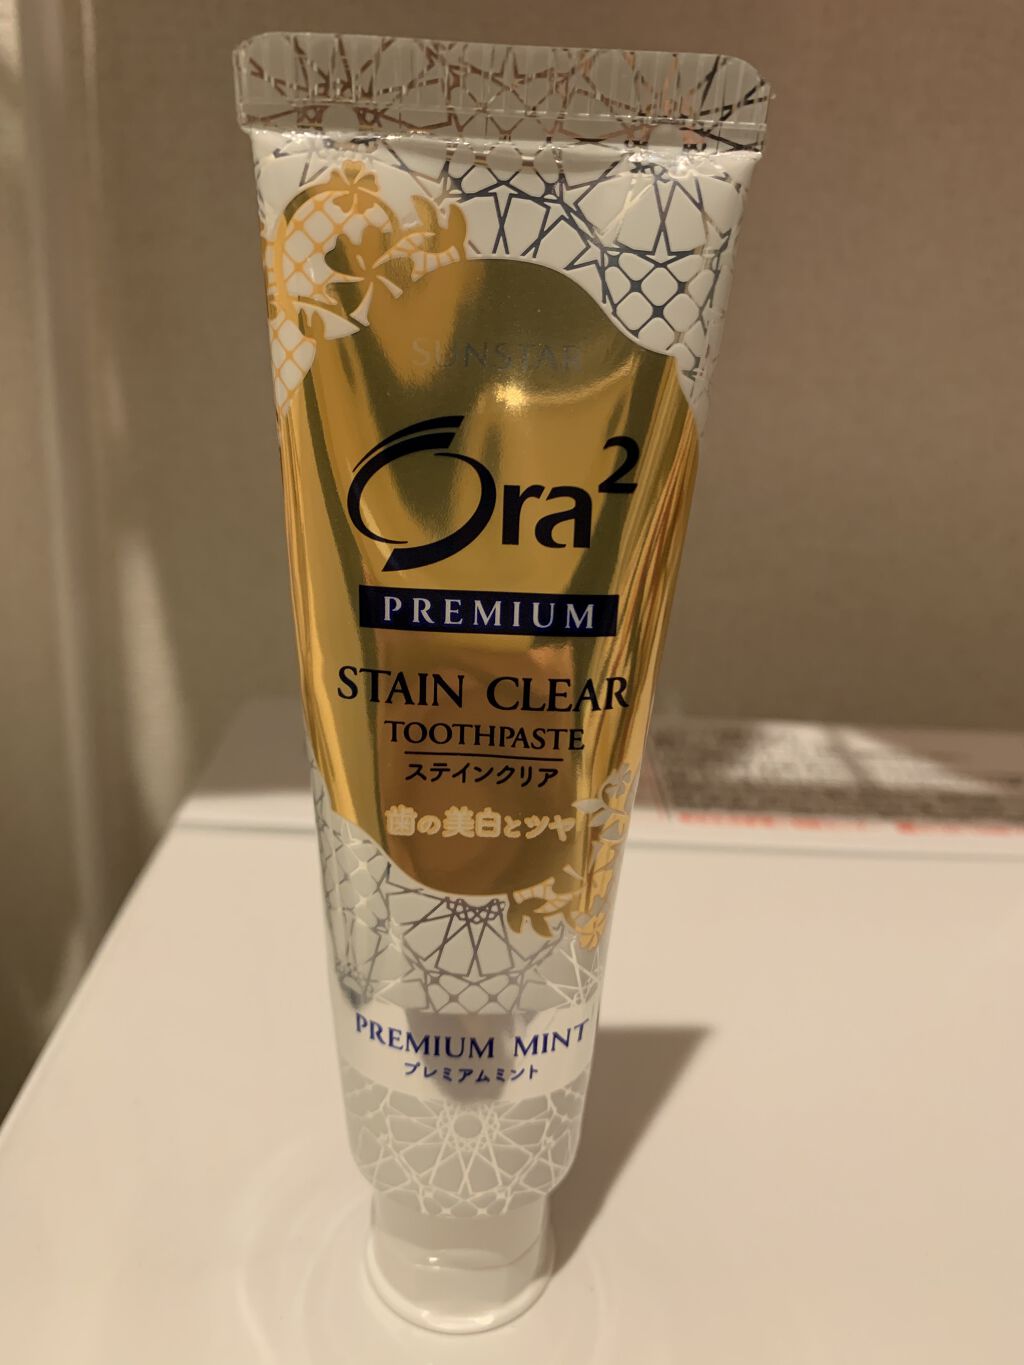 SUNSTAR
Ora²
PREMIUM
STAIN CLEAR
TOOTHPASTE
ステインクリア
歯の美白とツヤ
PREMIUM MINT
プレミアムミント